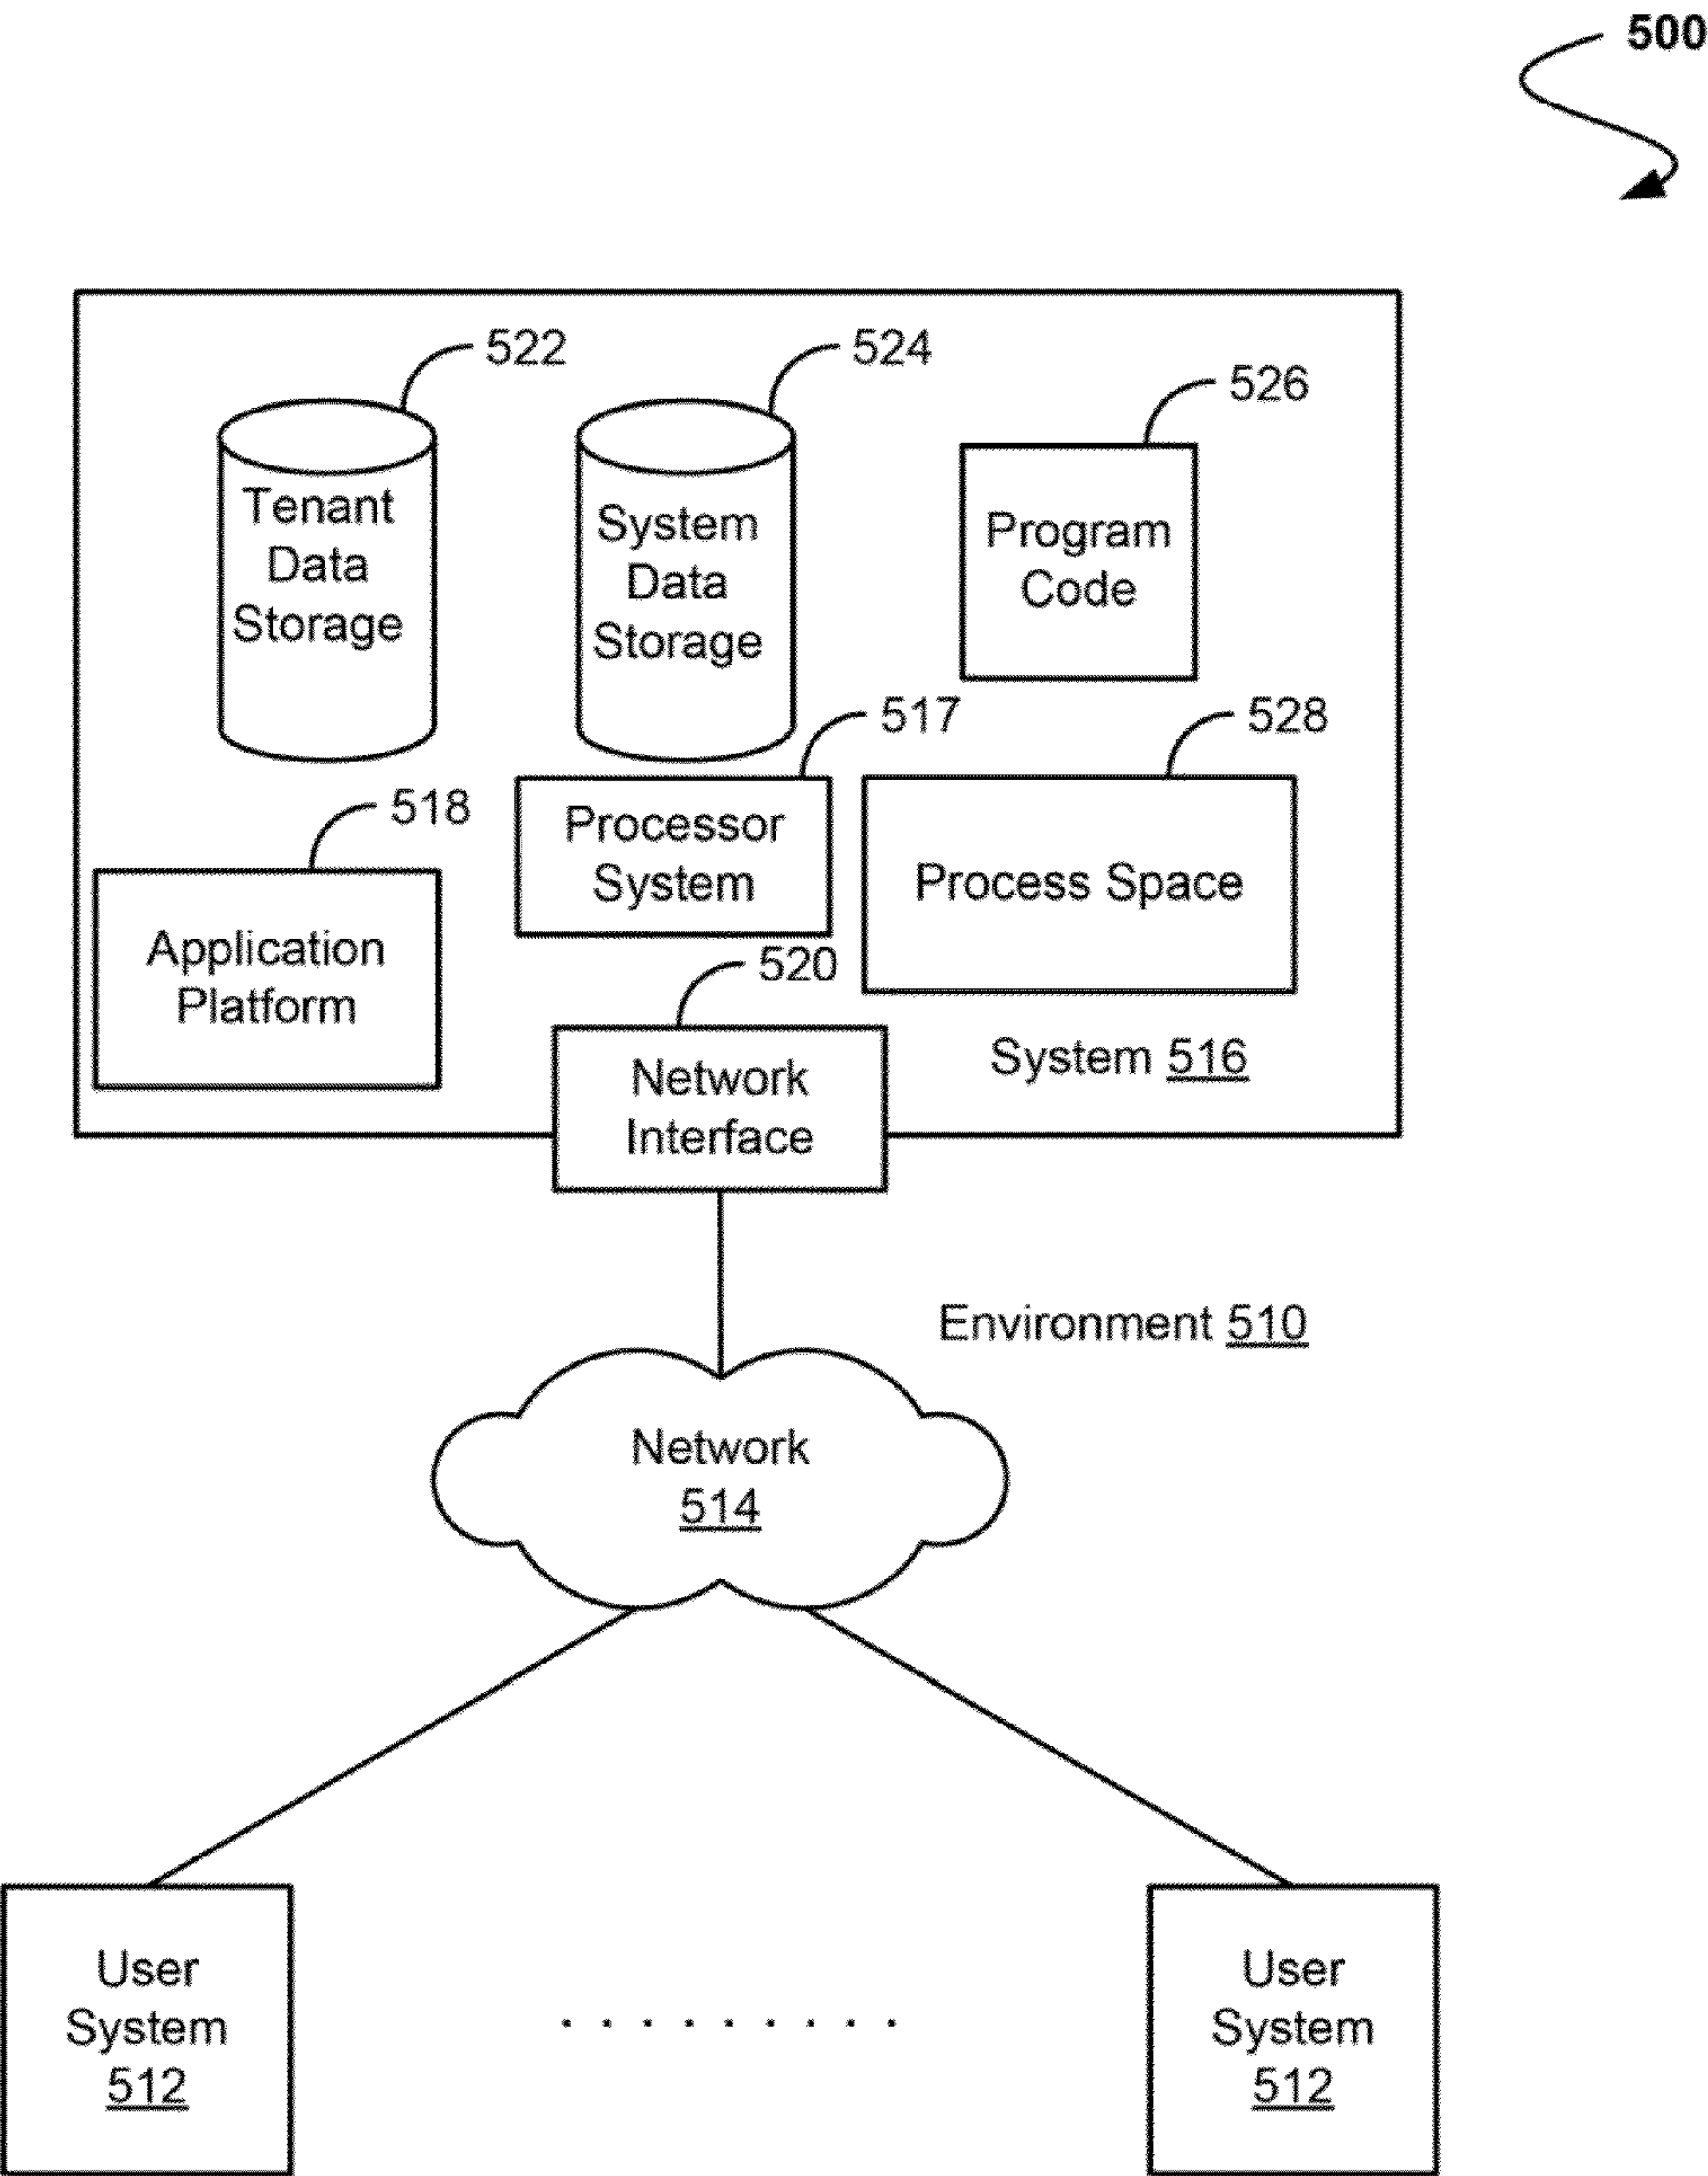 500
522
524
526
Tenant
Data
Storage
System
Data
Storage
Program
Code
517
528
518
Processor
System
Process Space
Application
Platform
520
Network
Interface
System 516
Environment 510
Network
514
User
System
512
. . . . . . . . .
User
System
512